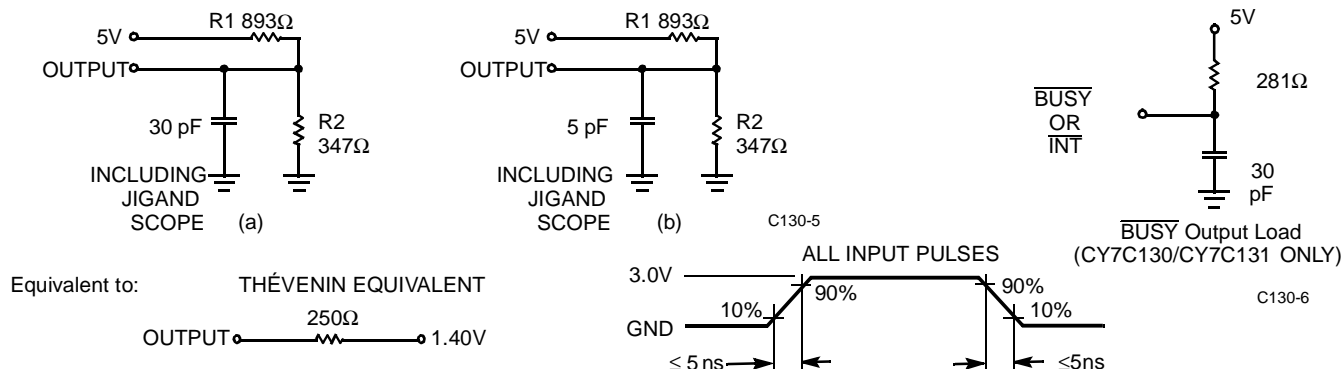 R1 893Ω
5V
OUTPUT
30 pF
R2
347Ω
INCLUDING
JIGAND
SCOPE
(a)
R1 893Ω
5V
OUTPUT
5 pF
R2
347Ω
INCLUDING
JIGAND
SCOPE
(b)
C130-5
5V
281Ω
BUSY
OR
INT
30
pF
BUSY Output Load
(CY7C130/CY7C131 ONLY)
C130-6
Equivalent to:
THÉVENIN EQUIVALENT
250Ω
OUTPUT
1.40V
ALL INPUT PULSES
3.0V
90%
90%
10%
10%
GND
≤ 5 ns
≤5ns